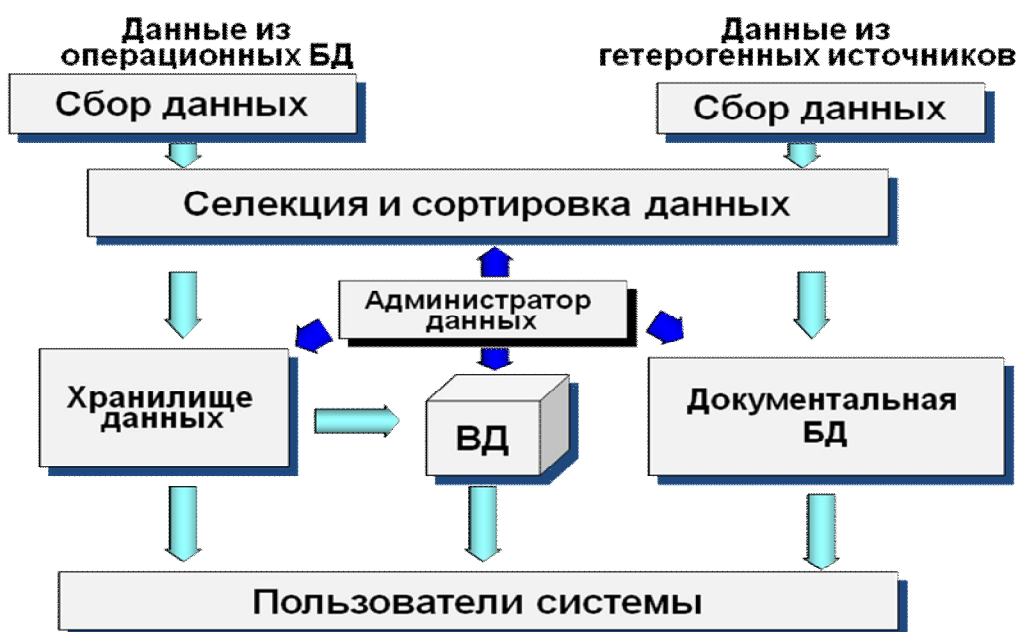 Данные из
операционных БД
Данные из
гетерогенных источников
Сбор данных
Сбор данных
Селекция и сортировка данных
Администратор
данных
Хранилище
данных
ВД
Документальная
БД
Пользователи системы